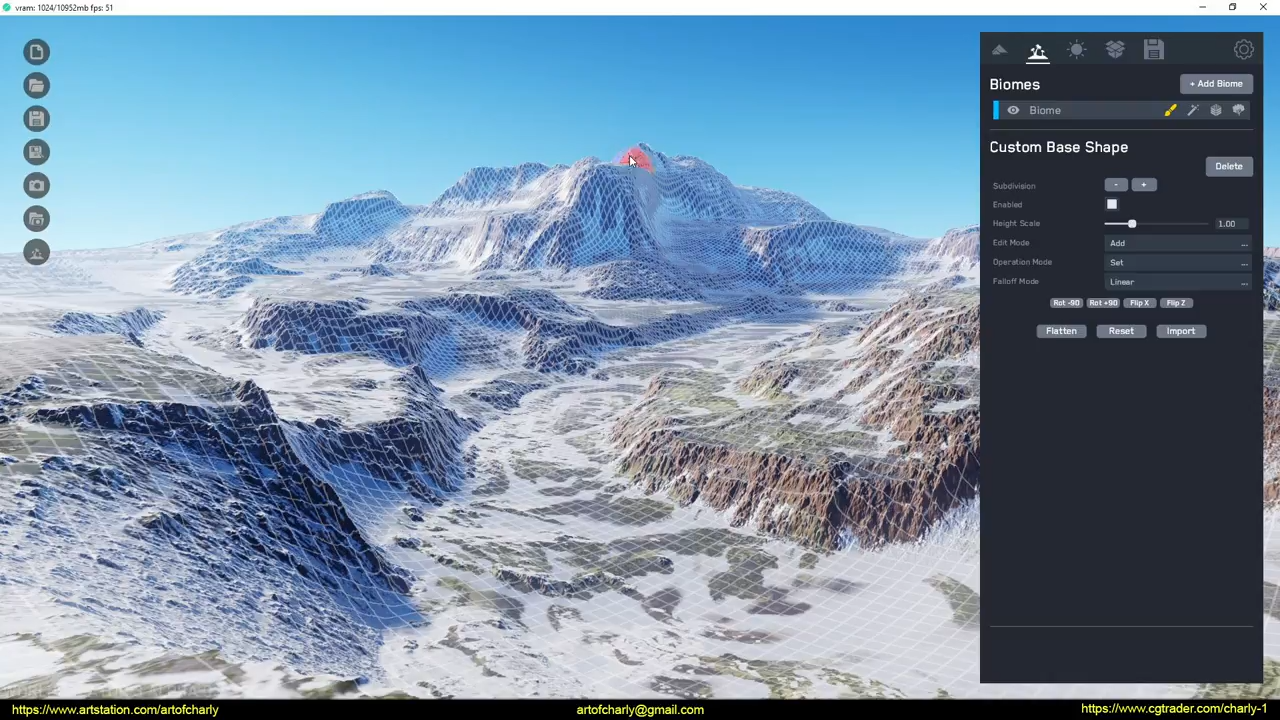 vram: 1024/10952mb fps: 51
Biomes
+ Add Biome
Biome
Custom Base Shape
Delete
Subdivision
- +
Enabled
Height Scale 1.00
Edit Mode Add ...
Operation Mode Set ...
Falloff Mode Linear ...
Rot -90 Rot +90 Flip X Flip Z
Flatten Reset Import
https://www.artstation.com/artofcharly
artofcharly@gmail.com
https://www.cgtrader.com/charly-1